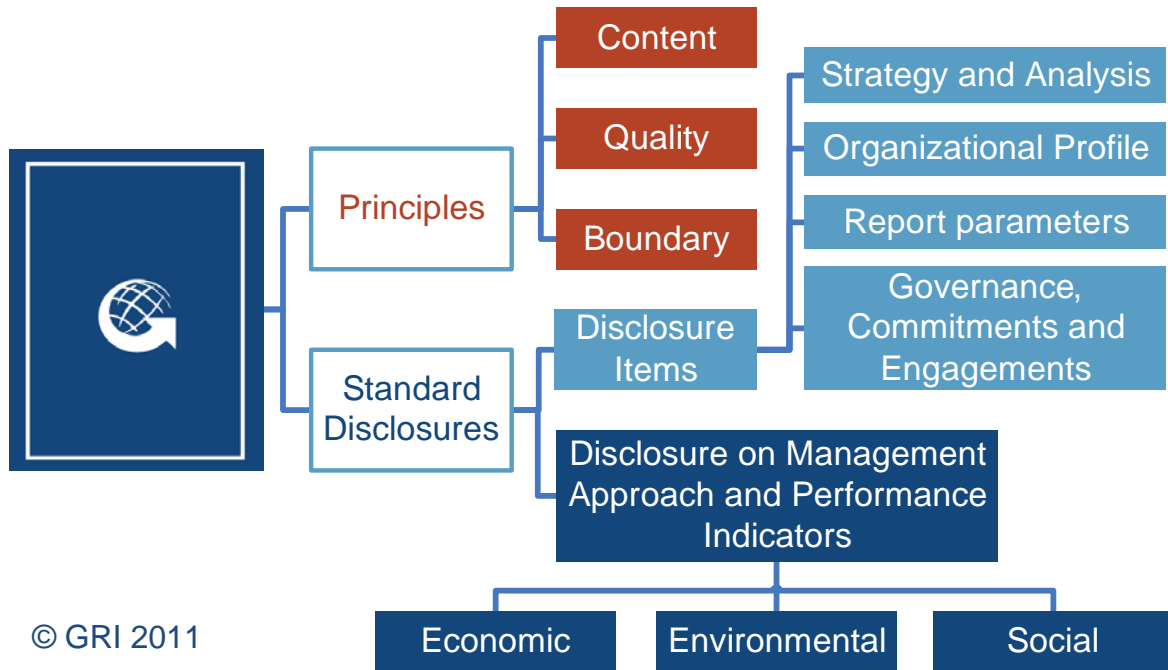 Principles
Content
Quality
Boundary
Standard
Disclosures
Disclosure
Items
Strategy and Analysis
Organizational Profile
Report parameters
Governance,
Commitments and
Engagements
Disclosure on Management
Approach and Performance
Indicators
Economic
Environmental
Social
© GRI 2011